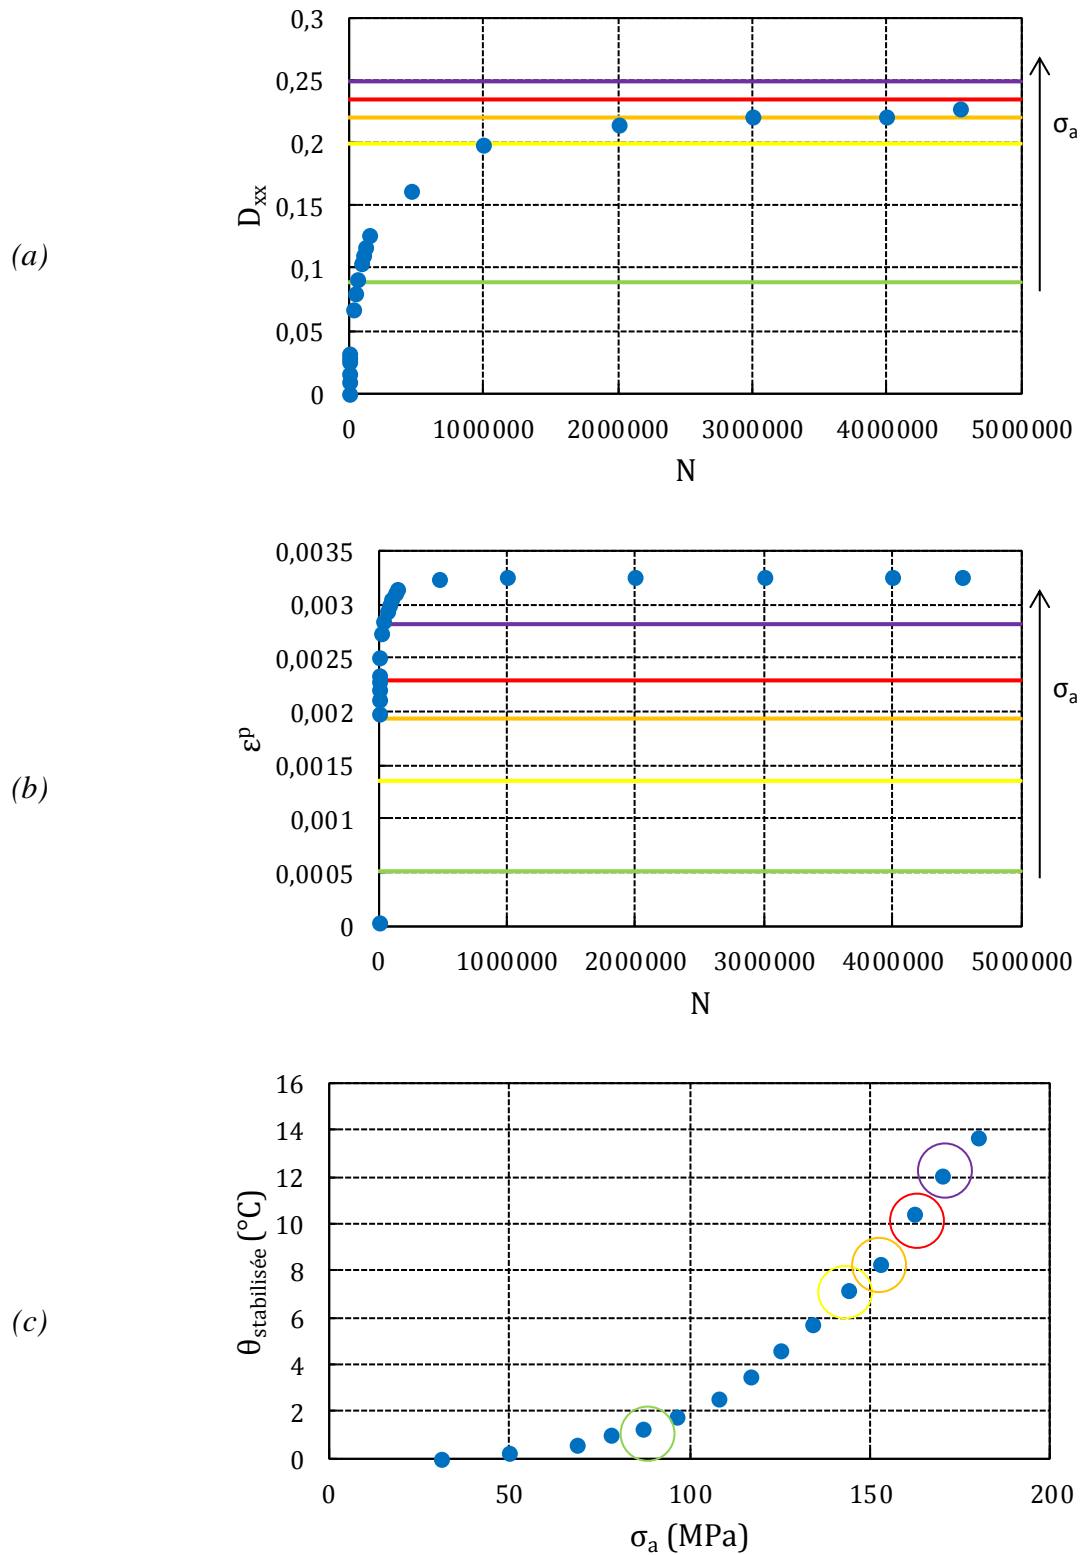 (a)
D_xx
0,3
0,25
0,2
0,15
0,1
0,05
0
0 1000000 2000000 3000000 4000000 5000000
N
σ_a
(b)
ε^p
0,0035
0,003
0,0025
0,002
0,0015
0,001
0,0005
0
0 1000000 2000000 3000000 4000000 5000000
N
σ_a
(c)
θ_stabilisée (°C)
16
14
12
10
8
6
4
2
0
0 50 100 150 200
σ_a (MPa)